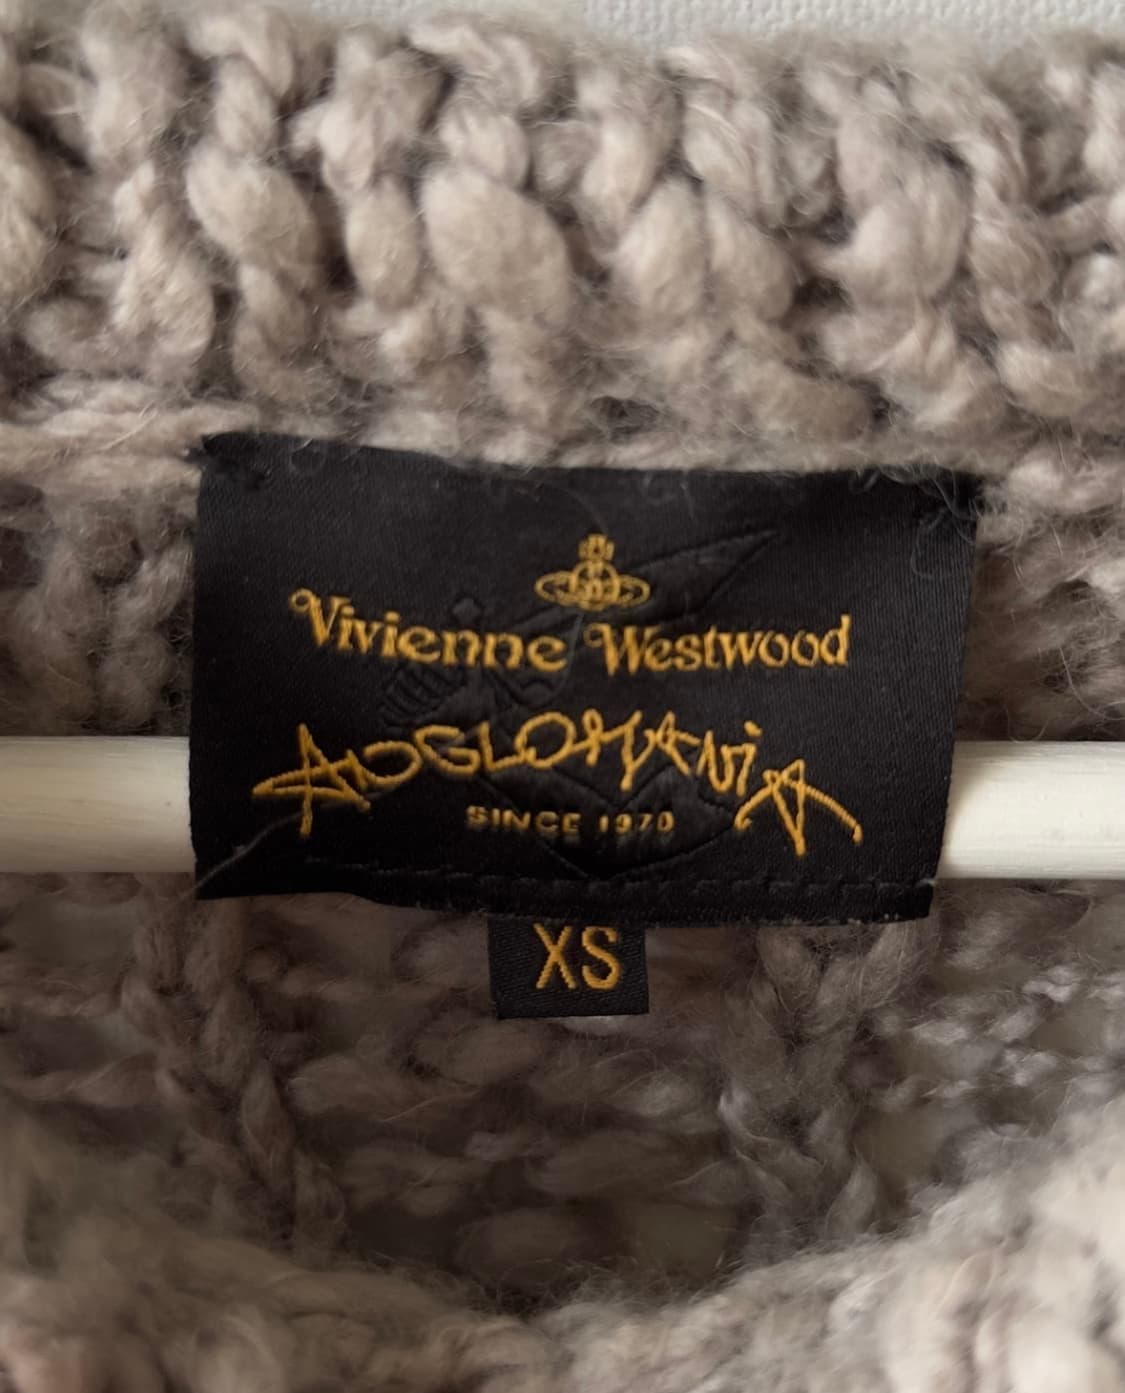 Vivienne Westwood
ANGLOMANiA
SINCE 1970
XS